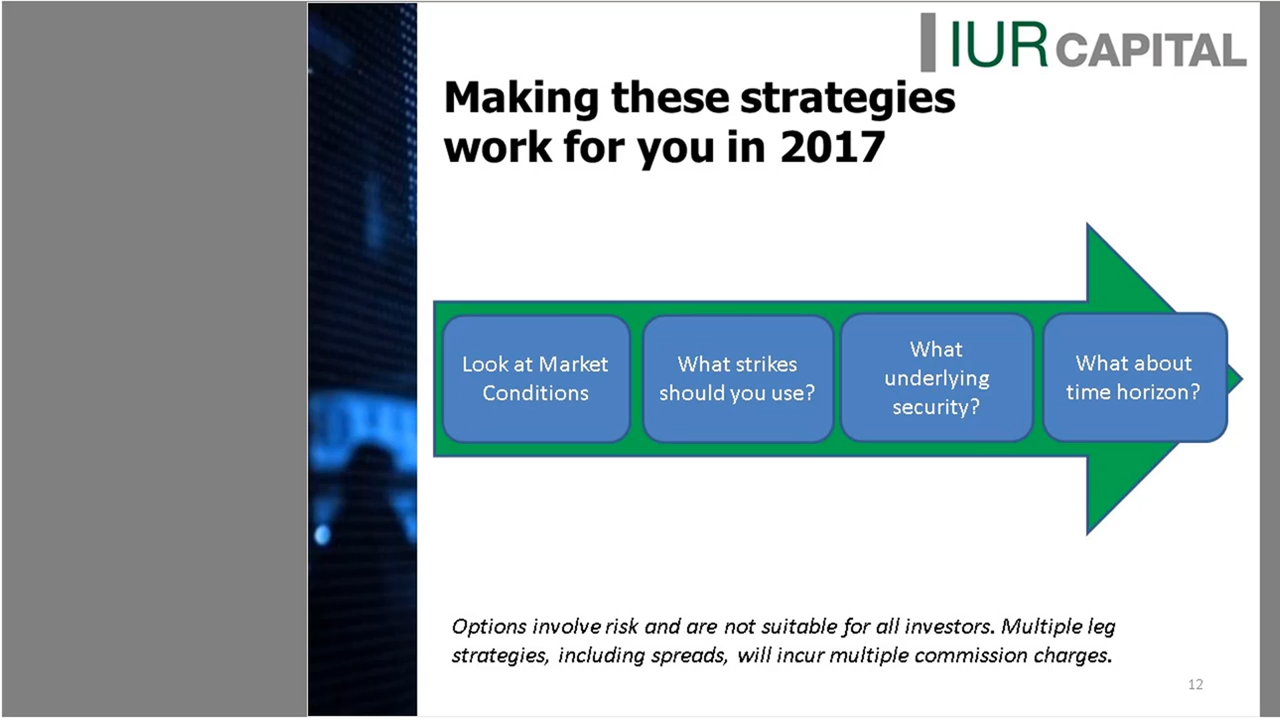 IUR CAPITAL
Making these strategies
work for you in 2017
Look at Market
Conditions
What strikes
should you use?
What
underlying
security?
What about
time horizon?
Options involve risk and are not suitable for all investors. Multiple leg
strategies, including spreads, will incur multiple commission charges.
12